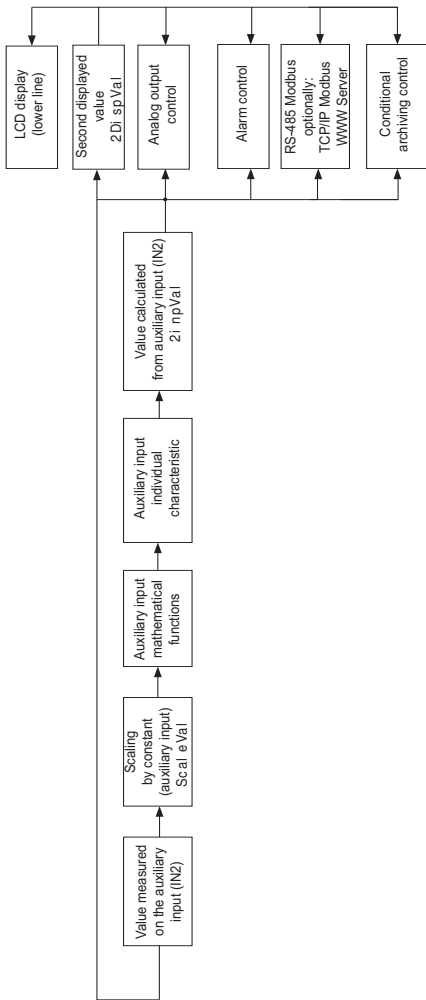 LCD display
(lower line)
Second displayed
value
2Di spVal
Analog output
control
Alarm control
RS-485 Modbus
optionally:
TCP/IP Modbus
WWW Server
Conditional
archiving control
Value calculated
from auxiliary input (IN2)
2i npVal
Auxiliary input
individual
characteristic
Auxiliary input
mathematical
functions
Scaling
by constant
(auxiliary input)
Scal eVal
Value measured
on the auxiliary
input (IN2)